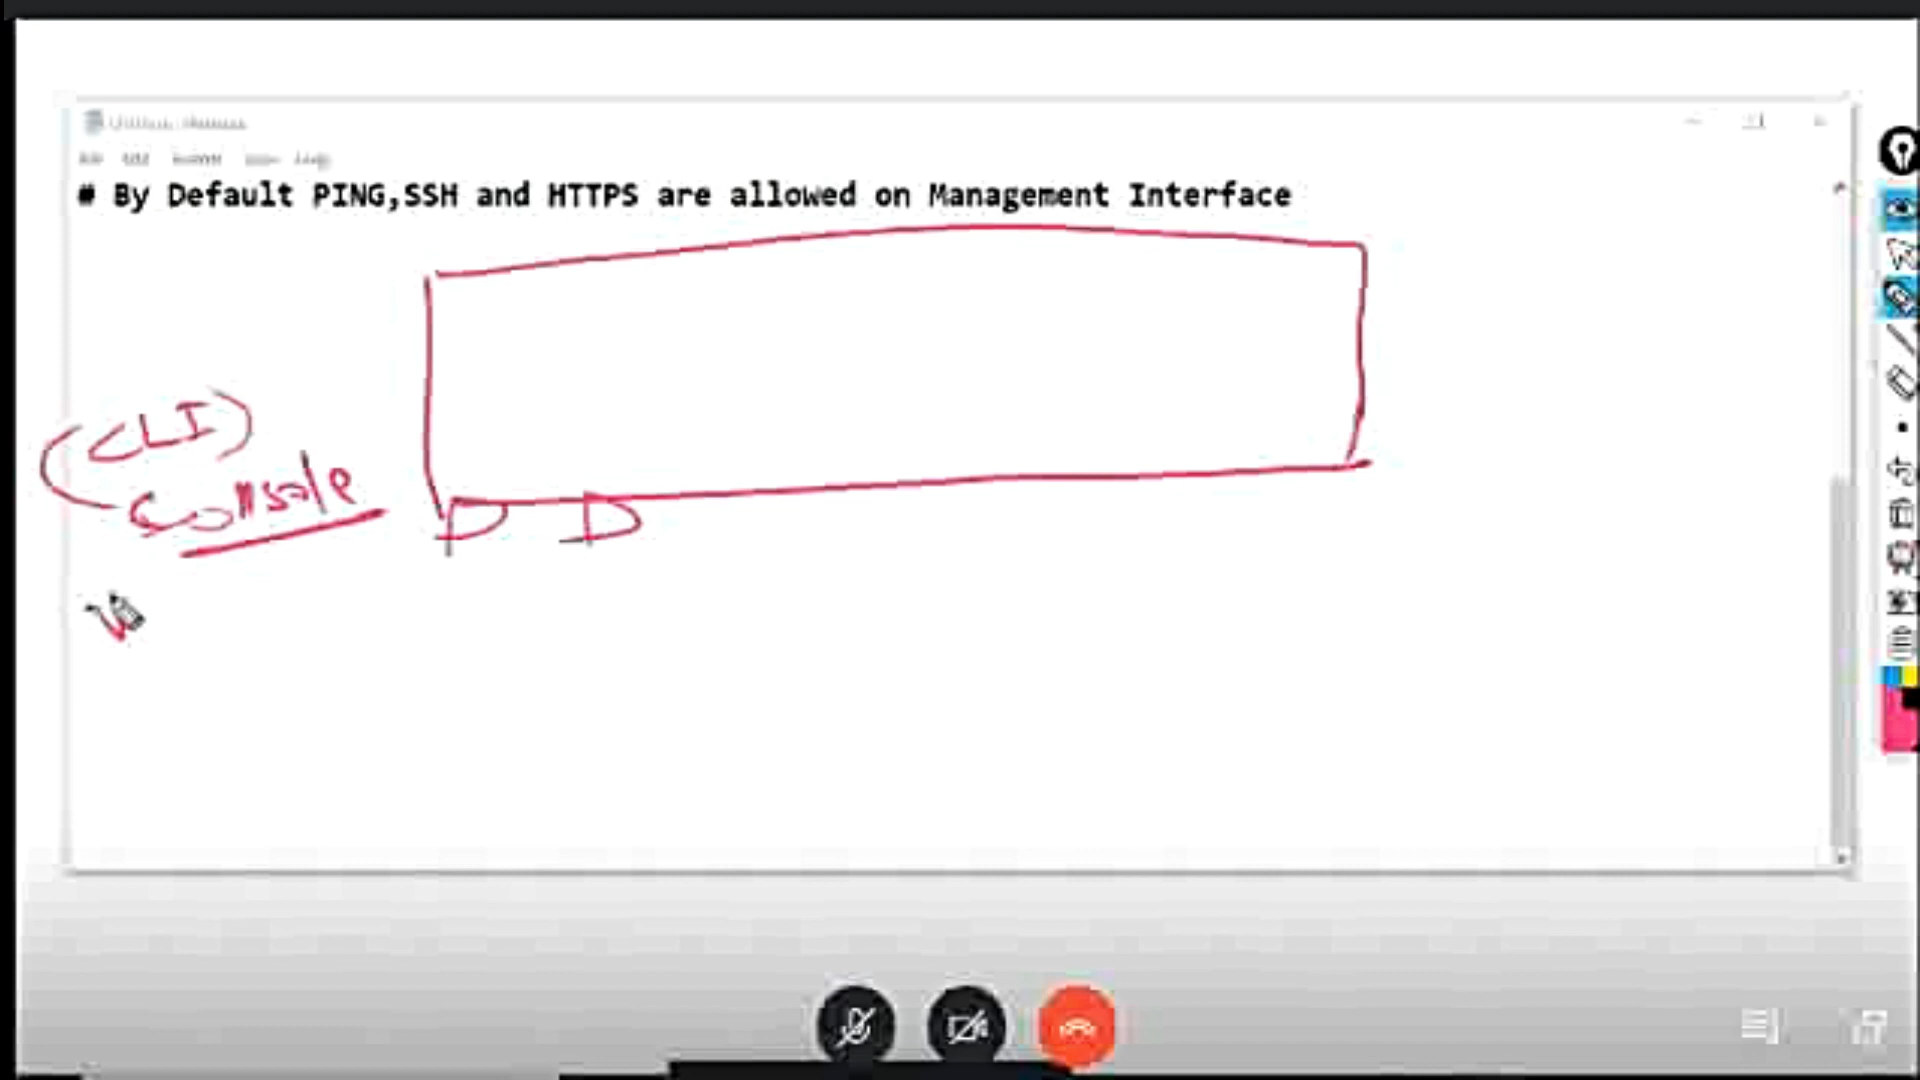 # By Default PING,SSH and HTTPS are allowed on Management Interface
(CLI)
Console